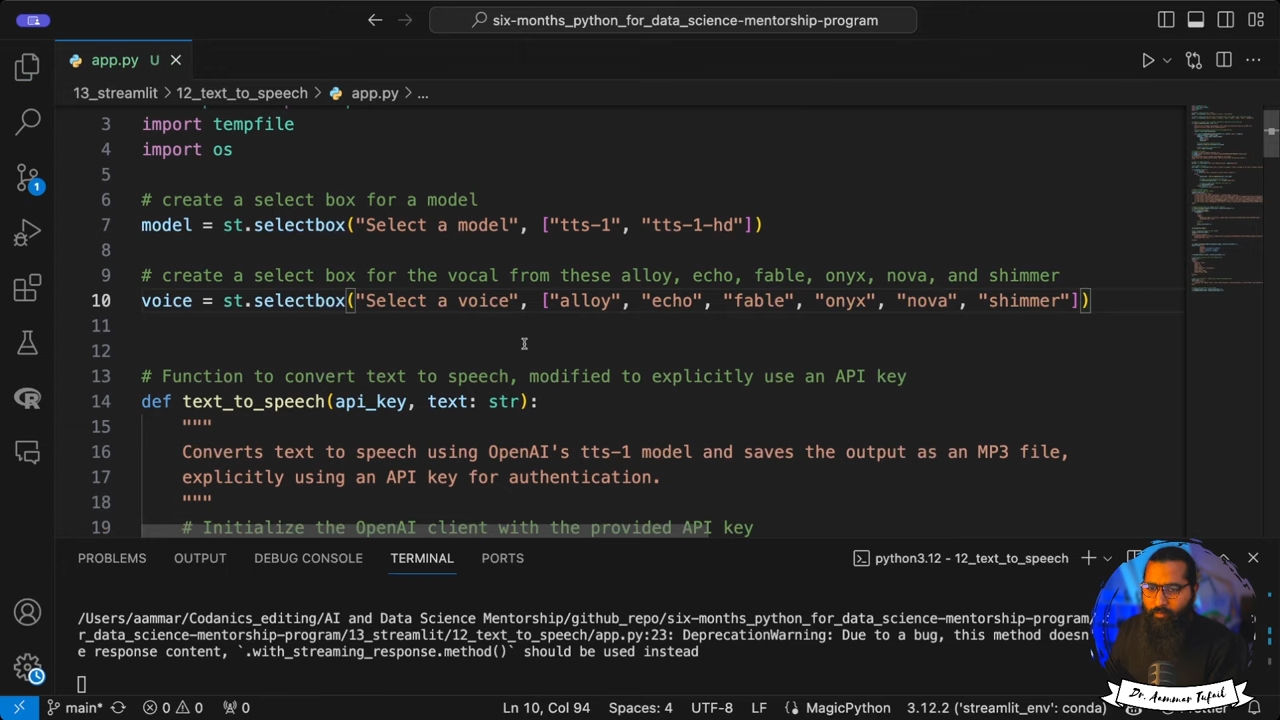 six-months_python_for_data_science-mentorship-program
app.py U
13_streamlit > 12_text_to_speech > app.py > ...
3 import tempfile
4 import os
5
6 # create a select box for a model
7 model = st.selectbox("Select a model", ["tts-1", "tts-1-hd"])
8
9 # create a select box for the vocal from these alloy, echo, fable, onyx, nova, and shimmer
10 voice = st.selectbox("Select a voice", ["alloy", "echo", "fable", "onyx", "nova", "shimmer"])
11
12
13 # Function to convert text to speech, modified to explicitly use an API key
14 def text_to_speech(api_key, text: str):
15 """
16 Converts text to speech using OpenAI's tts-1 model and saves the output as an MP3 file,
17 explicitly using an API key for authentication.
18 """
19 # Initialize the OpenAI client with the provided API key
PROBLEMS OUTPUT DEBUG CONSOLE TERMINAL PORTS
python3.12 - 12_text_to_speech
/Users/aammar/Codanics_editing/AI and Data Science Mentorship/github_repo/six-months_python_for_data_science-mentorship-program/
r_data_science-mentorship-program/13_streamlit/12_text_to_speech/app.py:23: DeprecationWarning: Due to a bug, this method doesn
e response content, `.with_streaming_response.method()` should be used instead
Dr. Aammar Tufail
main* 0 0 0 Ln 10, Col 94 Spaces: 4 UTF-8 LF MagicPython 3.12.2 ('streamlit_env': conda)
1